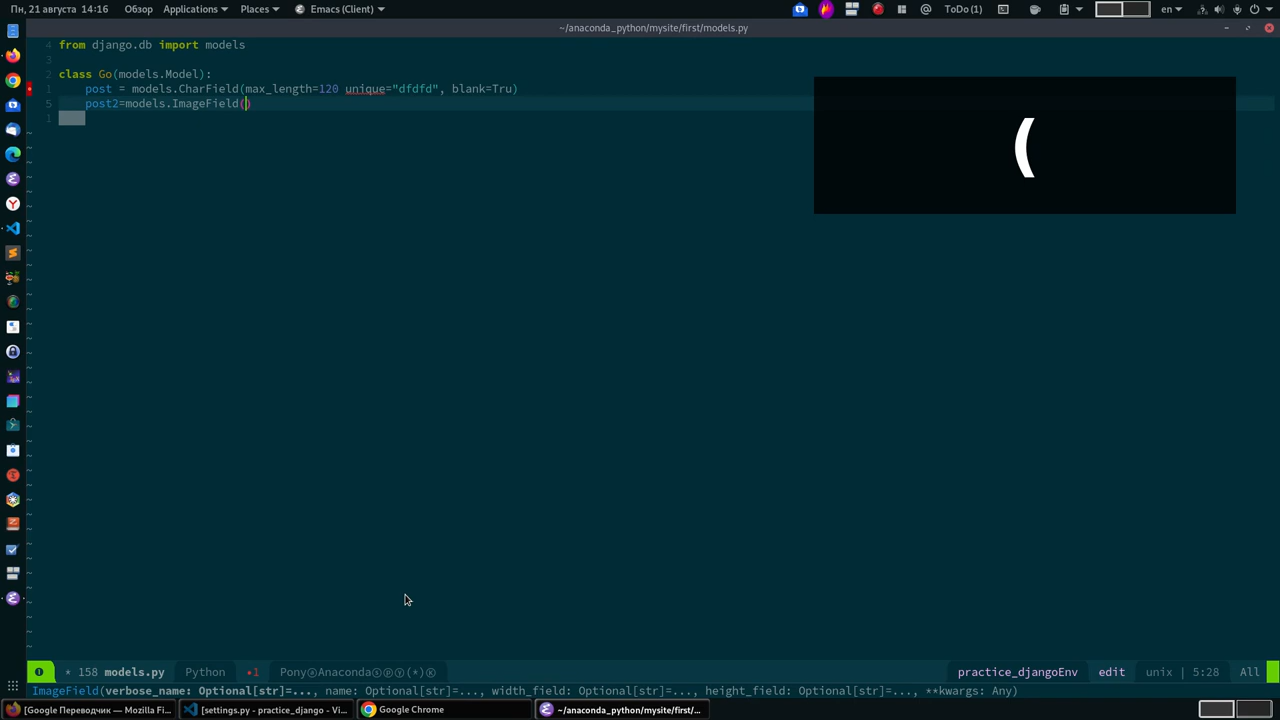 Пн, 21 августа 14:16 Обзор Applications Places Emacs (Client) ToDo (1) en
~/anaconda_python/mysite/first/models.py
4 from django.db import models
3
2 class Go(models.Model):
1 post = models.CharField(max_length=120 unique="dfdfd", blank=Tru)
5 post2=models.ImageField()
1
(
* 158 models.py Python •1 PonyⓐAnacondaⓢⓟⓨ(*)Ⓚ practice_djangoEnv edit unix | 5:28 All
ImageField(verbose_name: Optional[str]=..., name: Optional[str]=..., width_field: Optional[str]=..., height_field: Optional[str]=..., **kwargs: Any)
[Google Переводчик — Mozilla Fi... [settings.py - practice_django - Vi... Google Chrome ~/anaconda_python/mysite/first/...